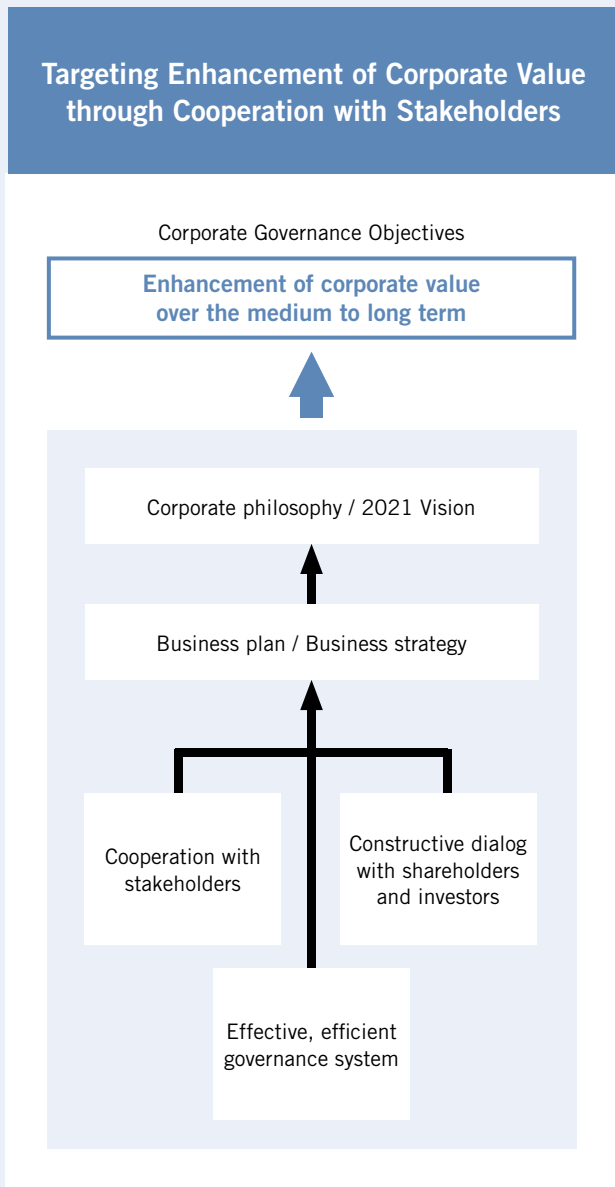 Targeting Enhancement of Corporate Value
through Cooperation with Stakeholders
Corporate Governance Objectives
Enhancement of corporate value
over the medium to long term
Corporate philosophy / 2021 Vision
Business plan / Business strategy
Cooperation with
stakeholders
Constructive dialog
with shareholders
and investors
Effective, efficient
governance system